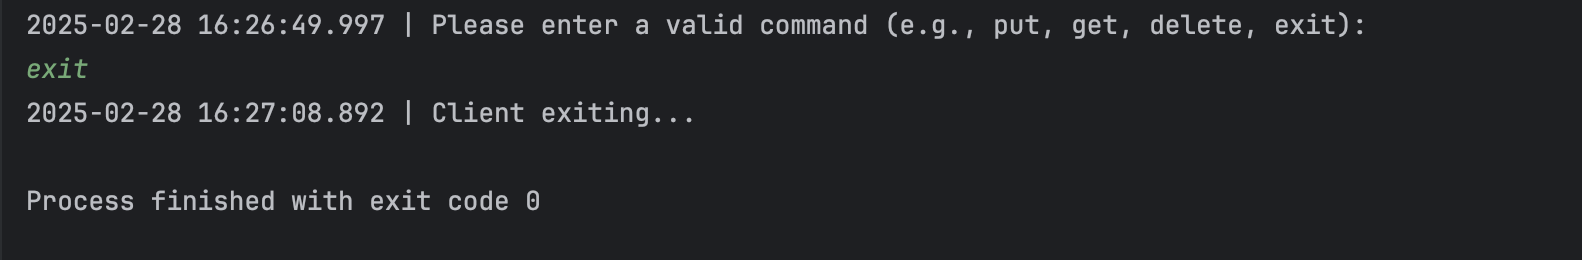 2025-02-28 16:26:49.997 | Please enter a valid command (e.g., put, get, delete, exit):
exit
2025-02-28 16:27:08.892 | Client exiting...
Process finished with exit code 0